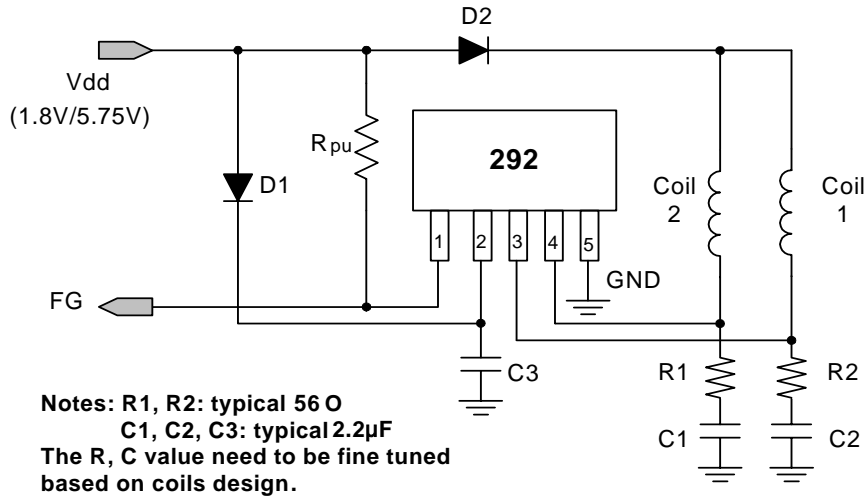 D2
Vdd
(1.8V/5.75V)
Rpu
292
D1
Coil
2
Coil
1
1 2 3 4 5
GND
FG
C3
R1
R2
C1
C2
Notes: R1, R2: typical 56 O
C1, C2, C3: typical 2.2µF
The R, C value need to be fine tuned
based on coils design.